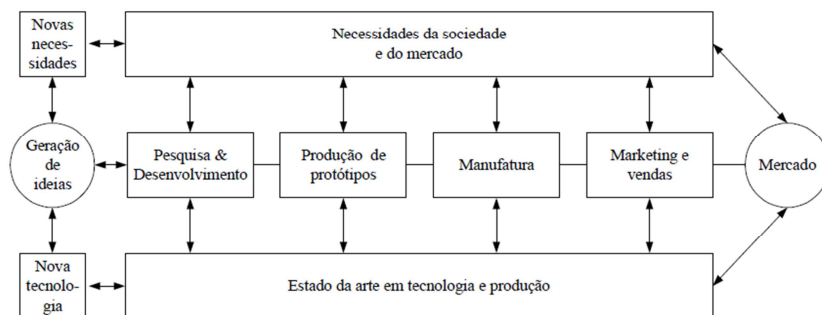 Novas
neces-
sidades
Necessidades da sociedade
e do mercado
Geração
de
ideias
Pesquisa &
Desenvolvimento
Produção de
protótipos
Manufatura
Marketing e
vendas
Mercado
Nova
tecnolo-
gia
Estado da arte em tecnologia e produção